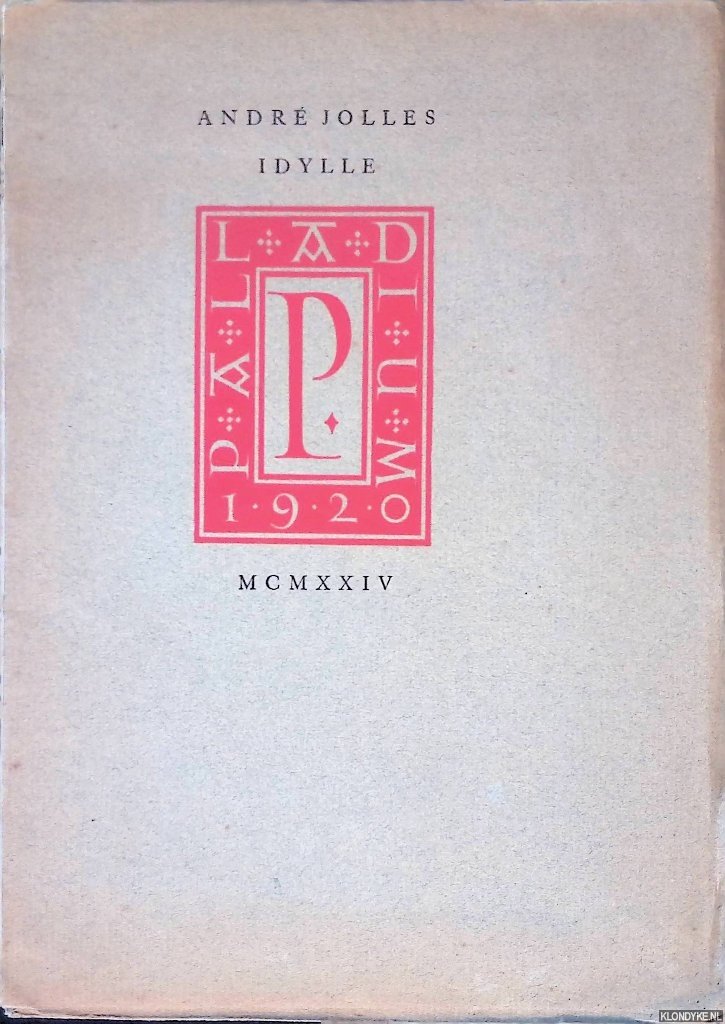 ANDRÉ JOLLES
IDYLLE
PALLADIUM
P.
1·9·2·0
MCMXXIV
KLONDYKE.NL